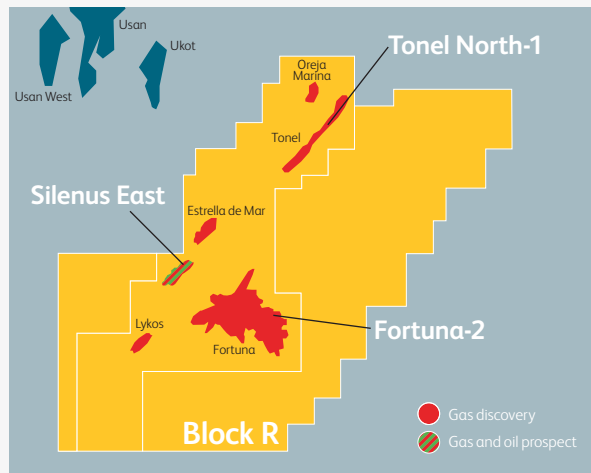 Usan
Ukot
Usan West
Tonel North-1
Oreja
Marina
Tonel
Silenus East
Estrella de Mar
Lykos
Fortuna
Fortuna-2
Block R
Gas discovery
Gas and oil prospect